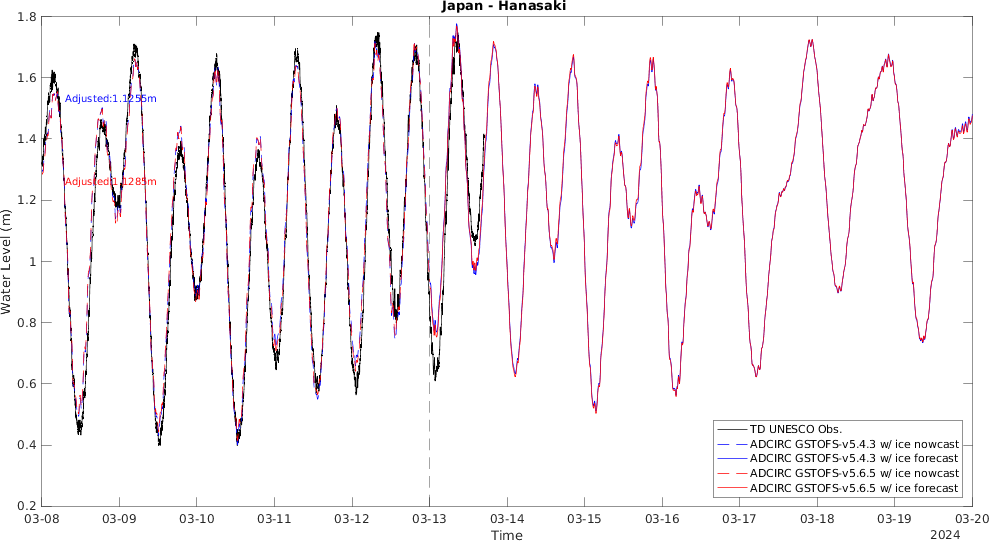 Japan - Hanasaki
1.8
1.6
1.4
1.2
1
0.8
0.6
0.4
0.2
Water Level (m)
Adjusted:1.1255m
Adjusted:1.1285m
TD UNESCO Obs.
ADCIRC GSTOFS-v5.4.3 w/ ice nowcast
ADCIRC GSTOFS-v5.4.3 w/ ice forecast
ADCIRC GSTOFS-v5.6.5 w/ ice nowcast
ADCIRC GSTOFS-v5.6.5 w/ ice forecast
03-08 03-09 03-10 03-11 03-12 03-13 03-14 03-15 03-16 03-17 03-18 03-19 03-20
Time
2024